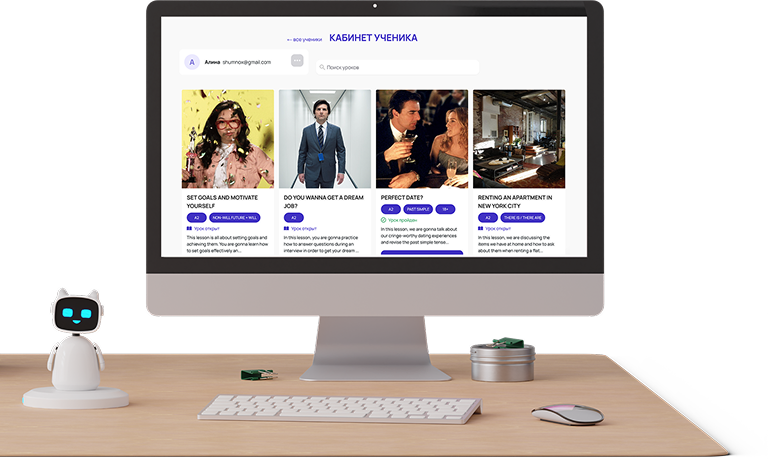 ← все ученики КАБИНЕТ УЧЕНИКА
А Алина shumnox@gmail.com
Поиск уроков
SET GOALS AND MOTIVATE
YOURSELF
A2 NON-WILL FUTURE + WILL
Урок открыт
This lesson is all about setting goals and
achieving them. You are gonna learn how
to set goals effectively an...
DO YOU WANNA GET A DREAM
JOB?
A2
Урок открыт
In this lesson, you are gonna practice
how to answer questions during an
interview in order to get your dream ...
PERFECT DATE?
A2 PAST SIMPLE 18+
Урок пройден
In this lesson, we are gonna talk about
our cringe-worthy dating experiences
and revise the past simple tense...
RENTING AN APARTMENT IN
NEW YORK CITY
A2 THERE IS / THERE ARE
Урок открыт
In this lesson, we are discussing the
items we have at home and how to ask
about them when renting a flat...